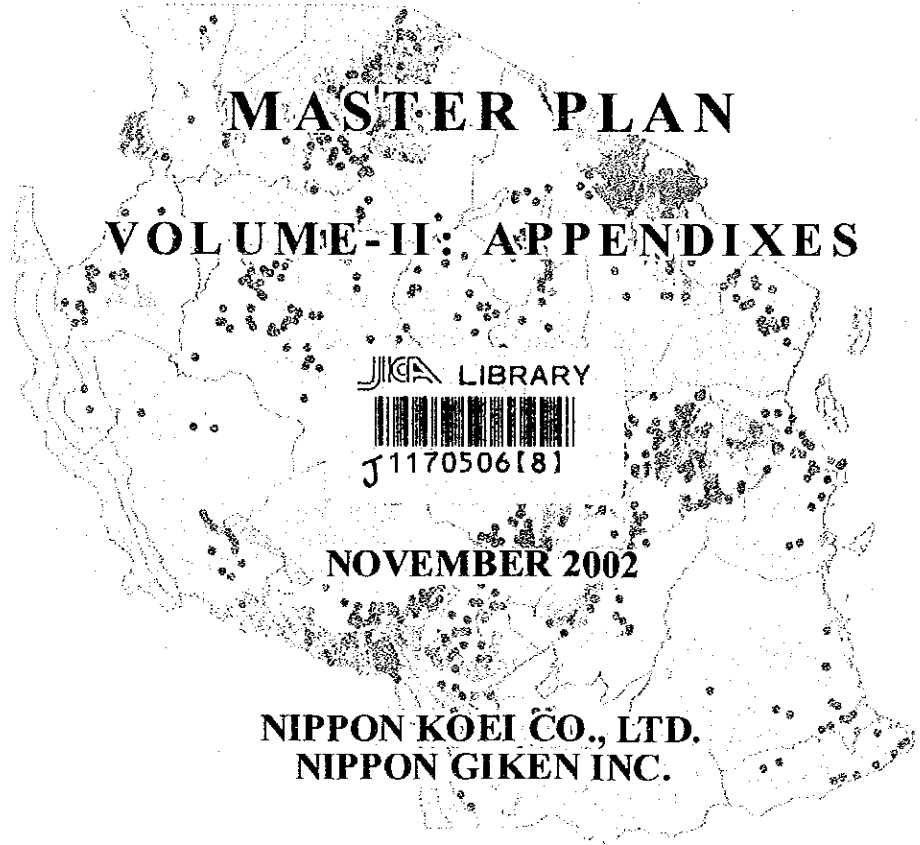 MASTER PLAN
VOLUME-II: APPENDIXES
JICA LIBRARY
J1170506[8]
NOVEMBER 2002
NIPPON KOEI CO., LTD.
NIPPON GIKEN INC.